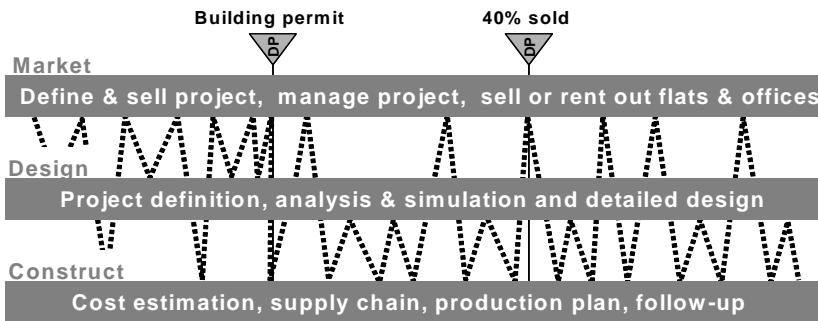 Building permit 40% sold
DP DP
Market
Define & sell project, manage project, sell or rent out flats & offices
Design
Project definition, analysis & simulation and detailed design
Construct
Cost estimation, supply chain, production plan, follow-up